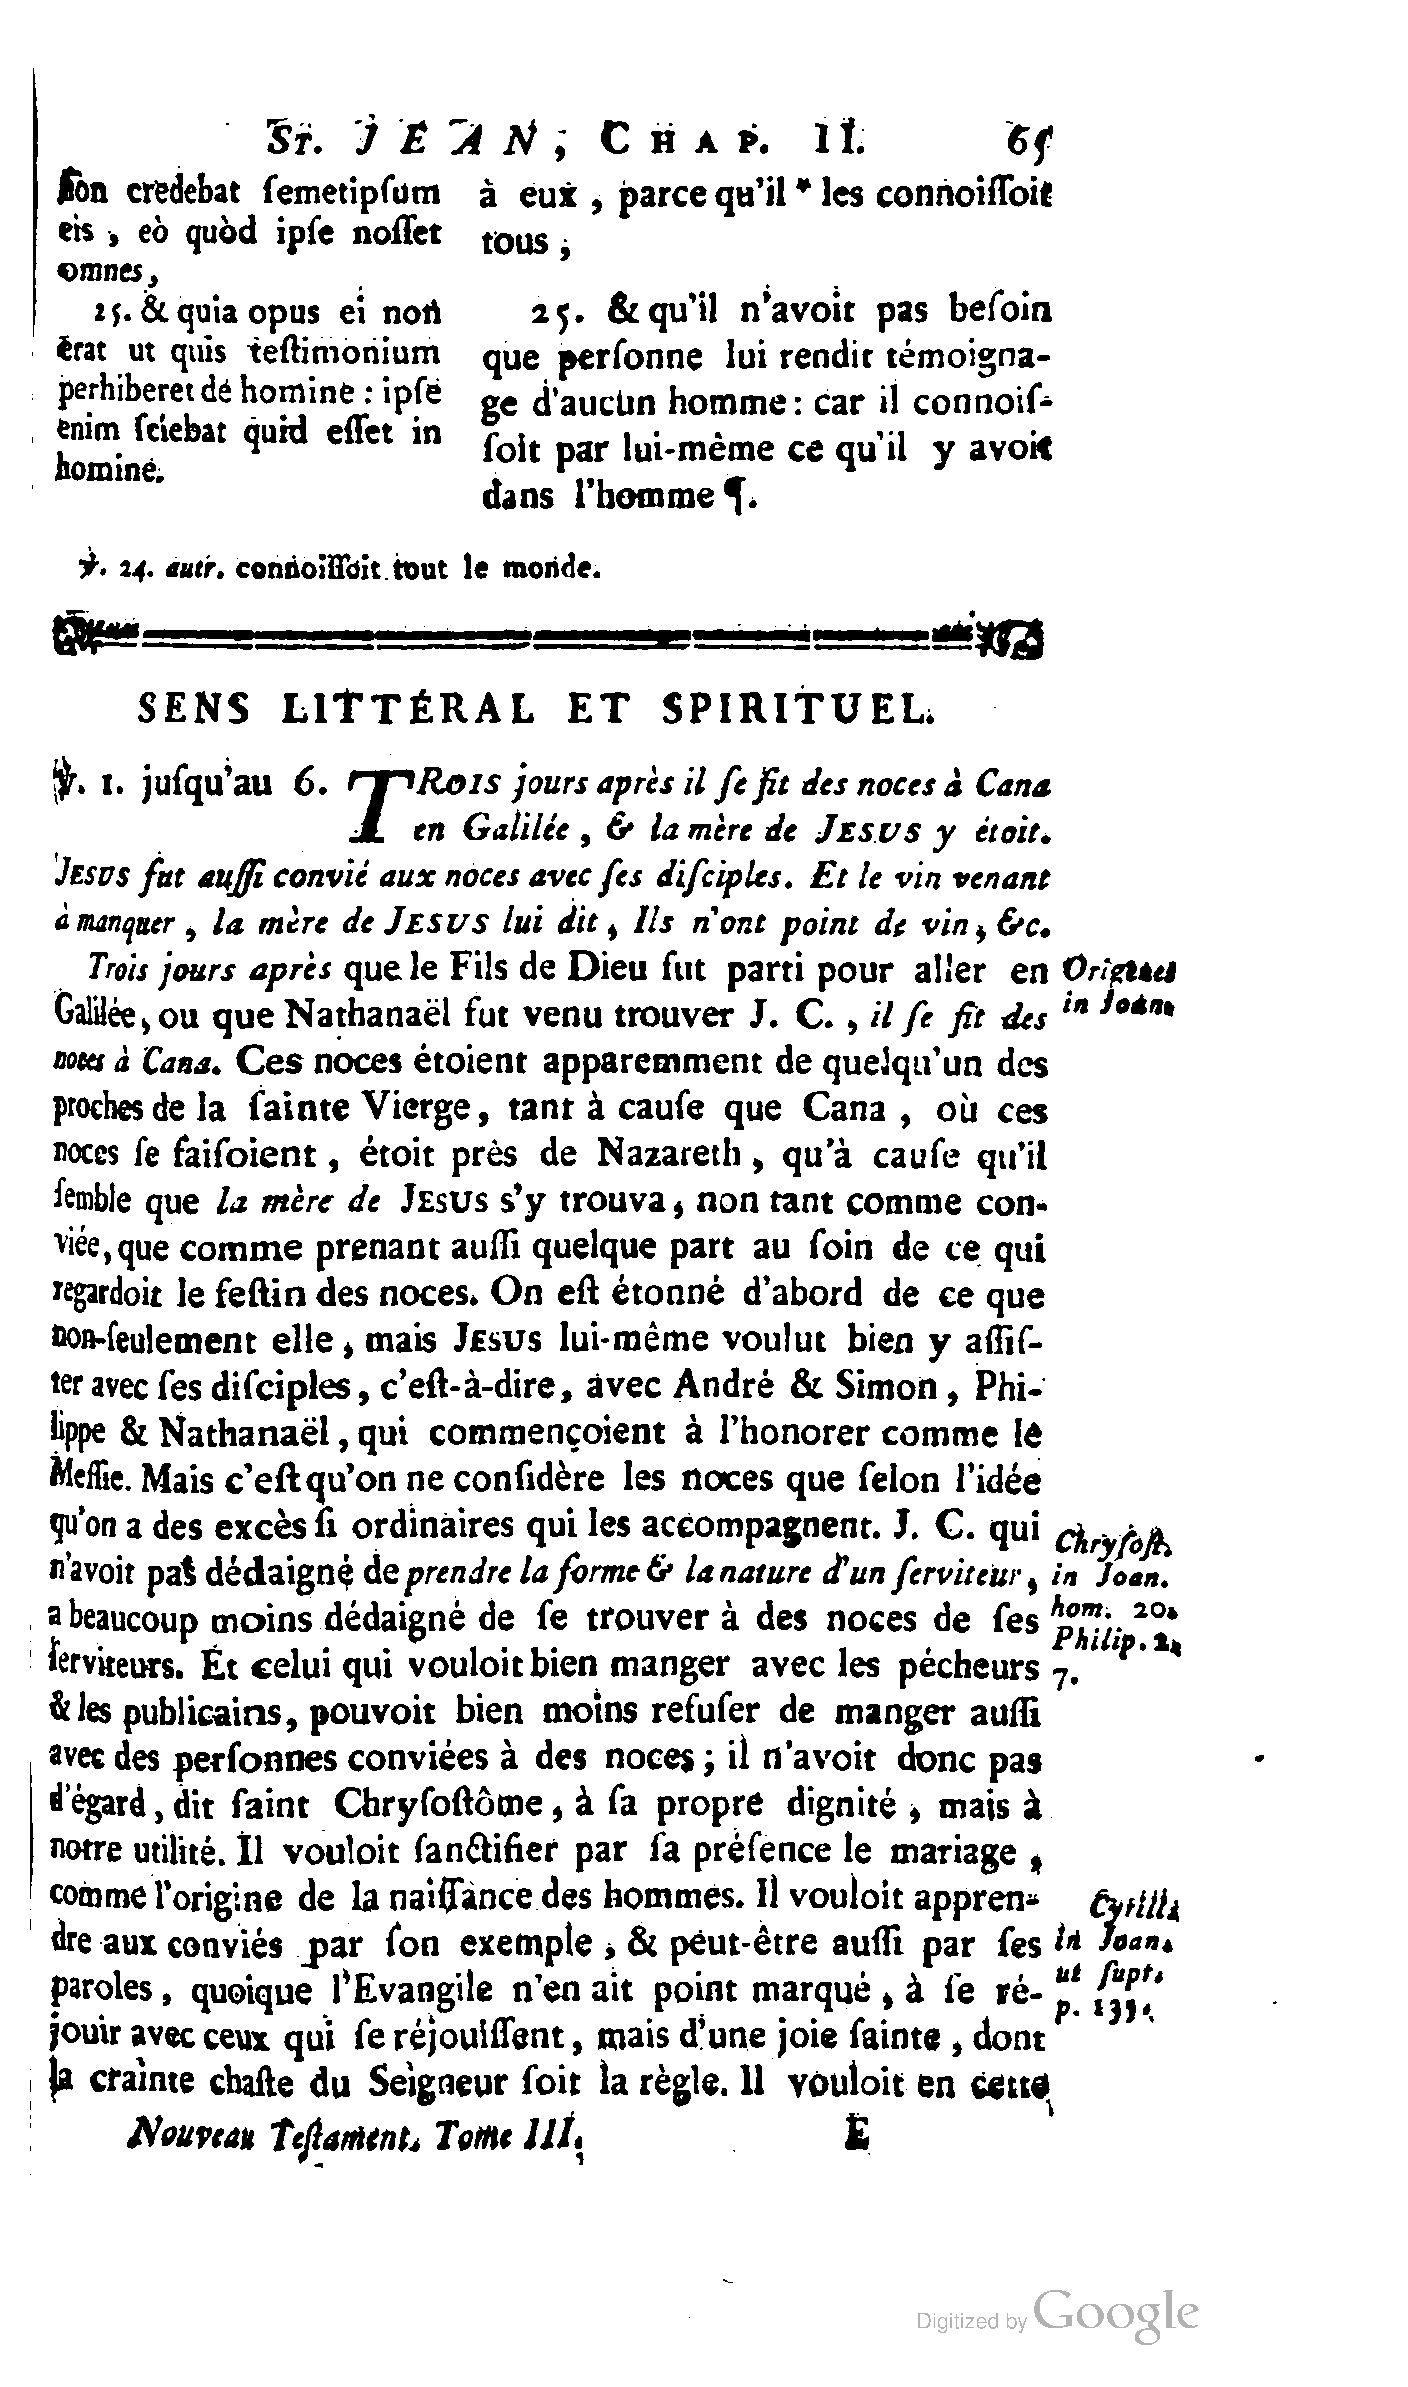 St. JEAN, CHAP. II. 65
non credebat ſemetipſum
eis, eò quòd ipſe noſſet
omnes,
25. & quia opus ei non
erat ut quis teſtimonium
perhiberet de homine : ipſe
enim ſciebat quid eſſet in
homine.
à eux, parce qu'il * les connoiſſoit
tous ;
25. & qu'il n'avoit pas beſoin
que perſonne lui rendit témoigna-
ge d'aucun homme : car il connoiſ-
ſoit par lui-même ce qu'il y avoit
dans l'homme ¶.
℣. 24. autr. connoiſſoit tout le monde.
SENS LITTÉRAL ET SPIRITUEL.
℣. 1. juſqu'au 6. TROIS jours après il ſe fit des noces à Cana
en Galilée, & la mère de JESUS y étoit.
JESUS fut auſſi convié aux noces avec ſes diſciples. Et le vin venant
à manquer, la mère de JESUS lui dit, Ils n'ont point de vin, &c.
Trois jours après que le Fils de Dieu fut parti pour aller en
Galilée, ou que Nathanaël fut venu trouver J. C., il ſe fit des
noces à Cana. Ces noces étoient apparemment de quelqu'un des
proches de la ſainte Vierge, tant à cauſe que Cana, où ces
noces ſe faiſoient, étoit près de Nazareth, qu'à cauſe qu'il
ſemble que la mère de JESUS s'y trouva, non tant comme con-
viée, que comme prenant auſſi quelque part au ſoin de ce qui
regardoit le feſtin des noces. On eſt étonné d'abord de ce que
non-ſeulement elle, mais JESUS lui-même voulut bien y aſſiſ-
ter avec ſes diſciples, c'eſt-à-dire, avec André & Simon, Phi-
lippe & Nathanaël, qui commençoient à l'honorer comme le
Meſſie. Mais c'eſt qu'on ne conſidère les noces que ſelon l'idée
qu'on a des excès ſi ordinaires qui les accompagnent. J. C. qui
n'avoit pas dédaigné de prendre la forme & la nature d'un ſerviteur,
a beaucoup moins dédaigné de ſe trouver à des noces de ſes
ſerviteurs. Et celui qui vouloit bien manger avec les pécheurs
& les publicains, pouvoit bien moins refuſer de manger auſſi
avec des perſonnes conviées à des noces ; il n'avoit donc pas
d'égard, dit ſaint Chryſoſtôme, à ſa propre dignité, mais à
notre utilité. Il vouloit ſanctifier par ſa préſence le mariage,
comme l'origine de la naiſſance des hommes. Il vouloit appren-
dre aux conviés par ſon exemple, & peut-être auſſi par ſes
paroles, quoique l'Evangile n'en ait point marqué, à ſe ré-
jouir avec ceux qui ſe réjouiſſent, mais d'une joie ſainte, dont
la crainte chaſte du Seigneur ſoit la règle. Il vouloit en cette
Origenes
in Joan.
Chryſoſt.
in Joan.
hom. 20.
Philip. 2.
7.
Cyrill.
in Joan.
ut ſupr.
p. 135.
Nouveau Teſtament. Tome III.
E
Digitized by Google